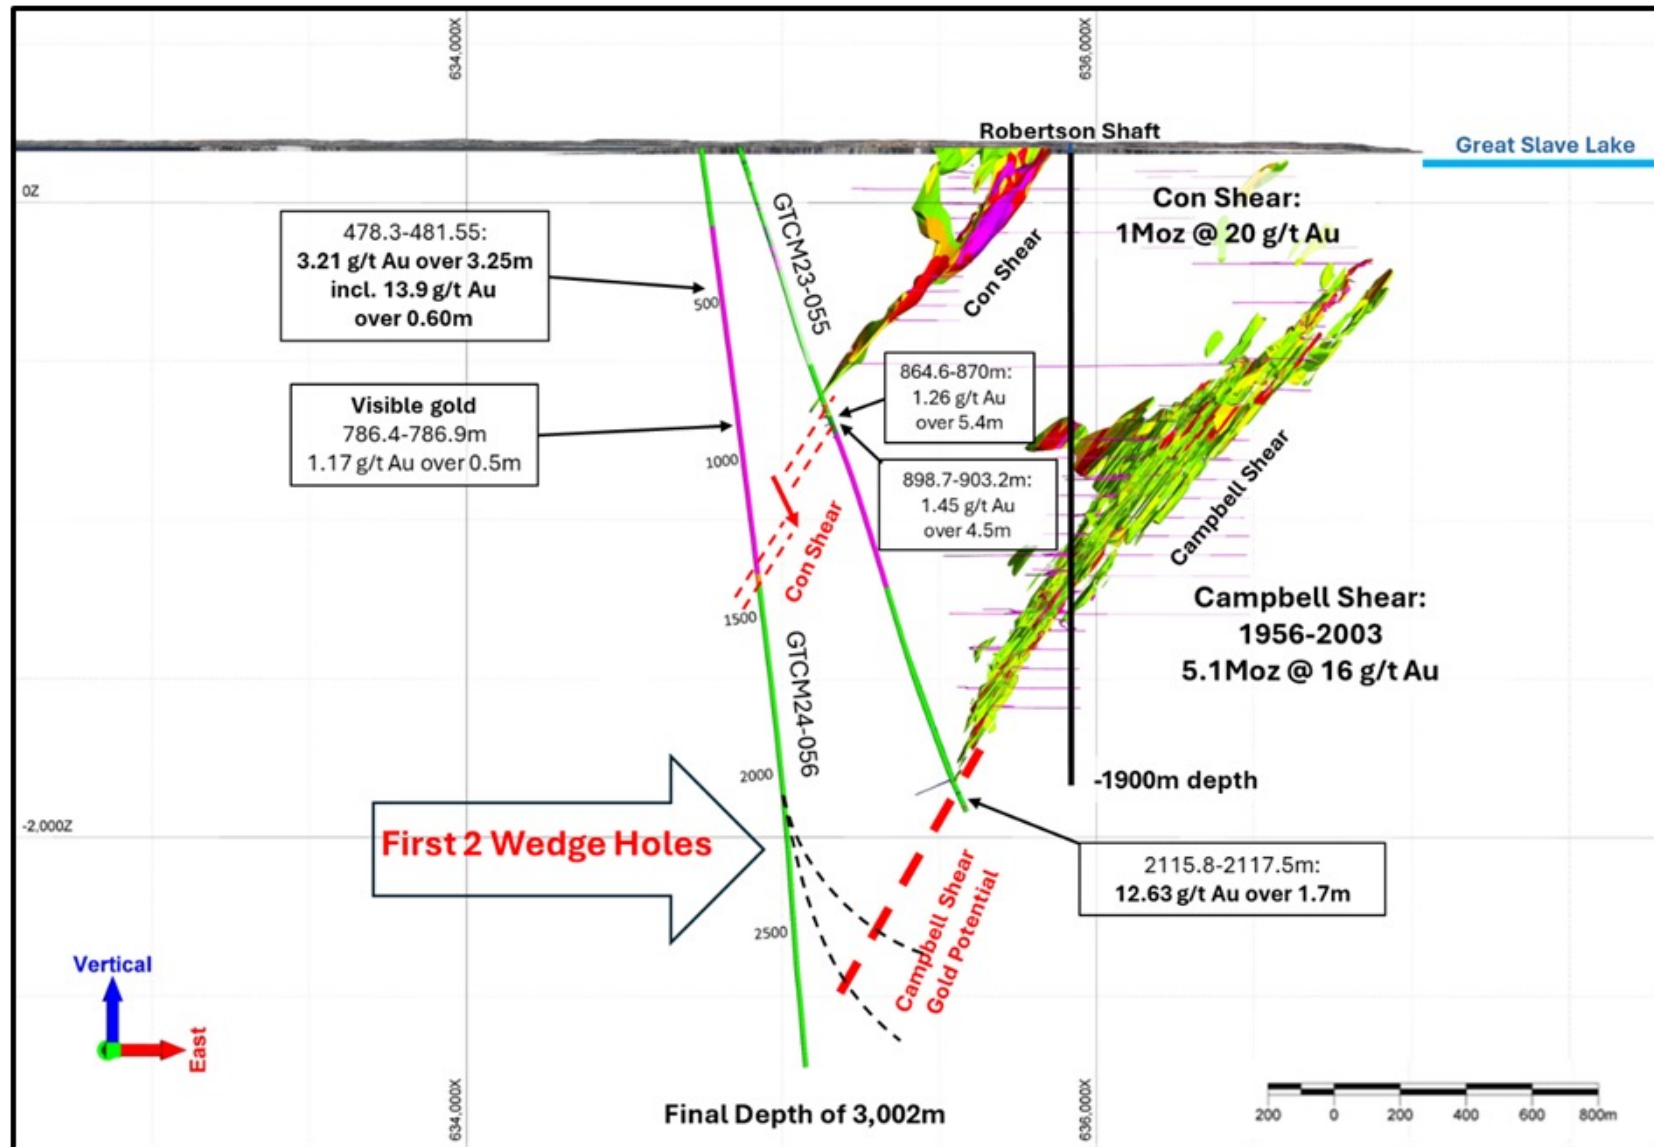 634,000X
636,000X
Robertson Shaft
Great Slave Lake
0Z
Con Shear:
1Moz @ 20 g/t Au
GTCM23-055
Con Shear
478.3-481.55:
3.21 g/t Au over 3.25m
incl. 13.9 g/t Au
over 0.60m
500
864.6-870m:
1.26 g/t Au
over 5.4m
Visible gold
786.4-786.9m
1.17 g/t Au over 0.5m
1000
898.7-903.2m:
1.45 g/t Au
over 4.5m
Campbell Shear
Con Shear
1500
Campbell Shear:
1956-2003
5.1Moz @ 16 g/t Au
GTCM24-056
2000
-1900m depth
-2,000Z
First 2 Wedge Holes
2115.8-2117.5m:
12.63 g/t Au over 1.7m
Campbell Shear
Gold Potential
2500
Vertical
East
634,000X
636,000X
Final Depth of 3,002m
200 0 200 400 600 800m